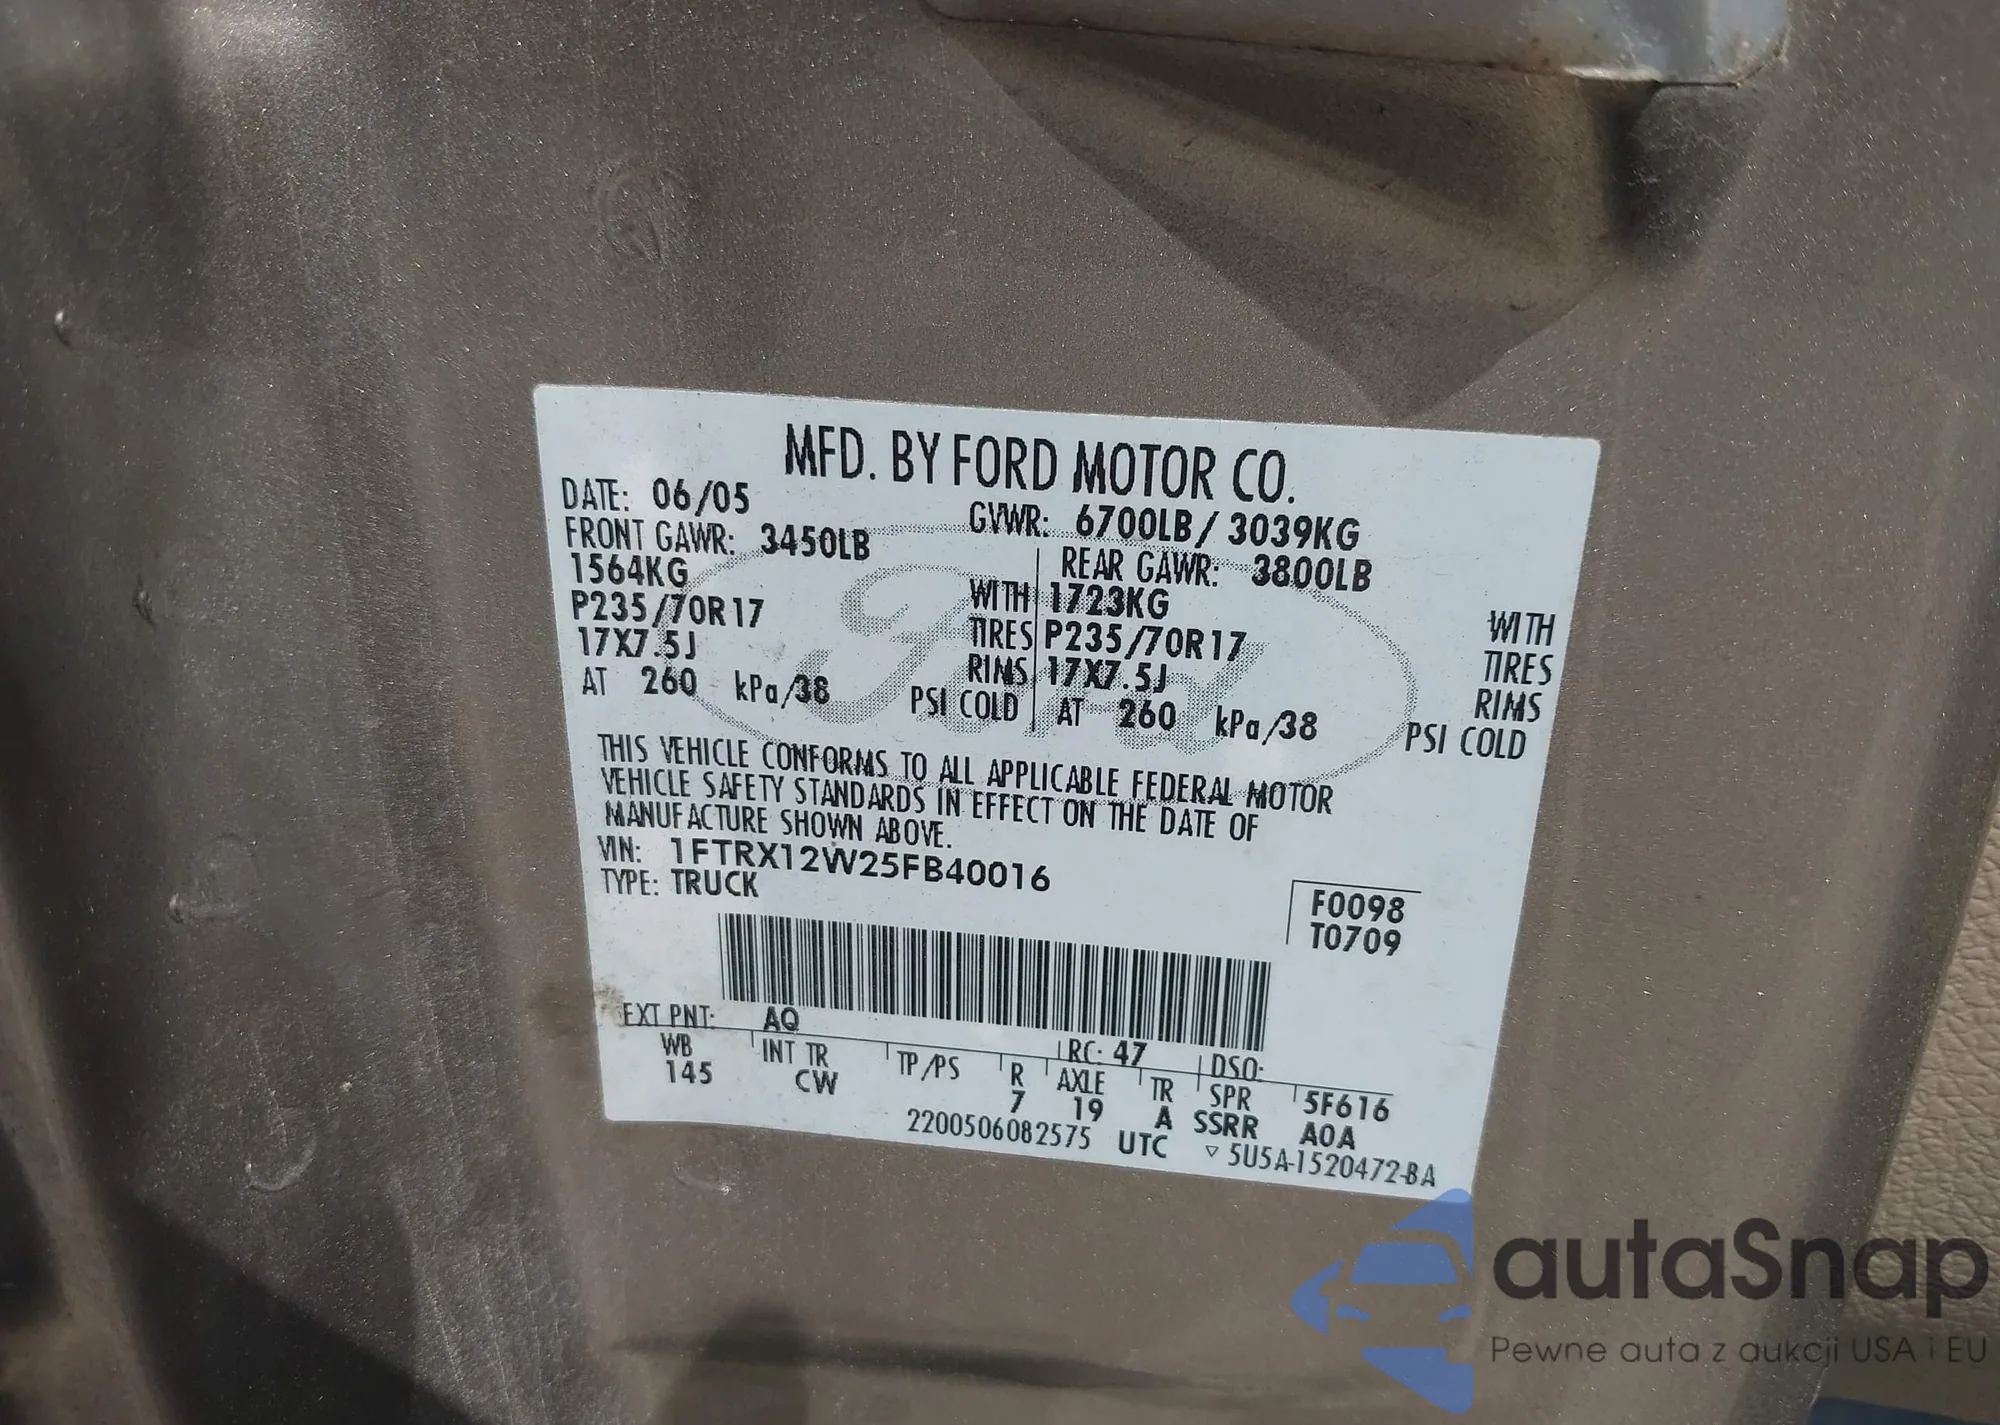 MFD. BY FORD MOTOR CO.
DATE: 06/05 GVWR: 6700LB / 3039KG
FRONT GAWR: 3450LB REAR GAWR: 3800LB
1564KG WITH 1723KG WITH
P235/70R17 TIRES P235/70R17 TIRES
17X7.5J RIMS 17X7.5J RIMS
AT 260 kPa/38 PSI COLD AT 260 kPa/38 PSI COLD
Ford
THIS VEHICLE CONFORMS TO ALL APPLICABLE FEDERAL MOTOR
VEHICLE SAFETY STANDARDS IN EFFECT ON THE DATE OF
MANUFACTURE SHOWN ABOVE.
VIN: 1FTRX12W25FB40016
TYPE: TRUCK
F0098
T0709
EXT PNT: AQ RC: 47 DSO:
WB INT TR TP/PS R AXLE TR SPR 5F616
145 CW 7 19 A SSRR A0A
2200506082575 UTC ▽ 5U5A-1520472-BA
autaSnap
Pewne auta z aukcji USA i EU